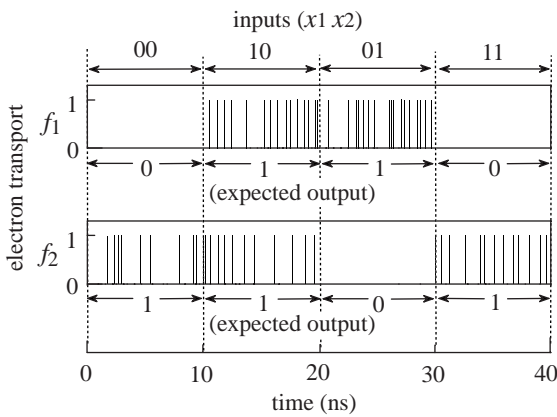 inputs (x1 x2)
00 10 01 11
electron transport
f1
1
0
0 1 1 0
(expected output)
f2
1
0
1 1 0 1
(expected output)
0 10 20 30 40
time (ns)